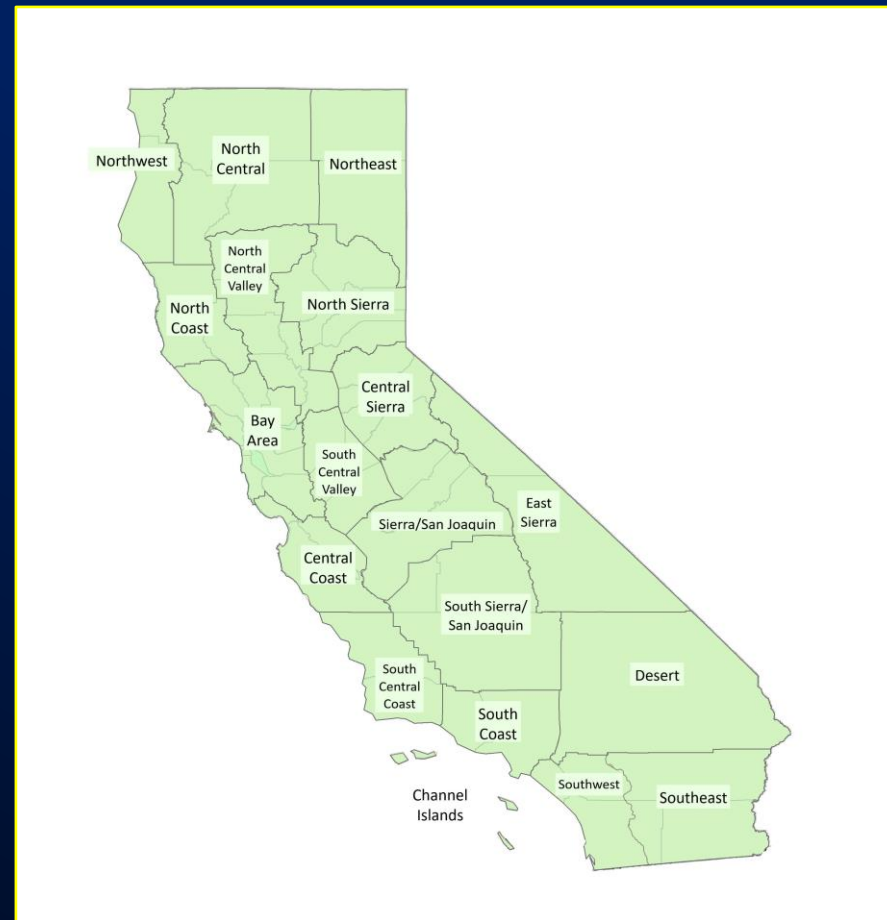 Northwest
North
Central
Northeast
North
Central
Valley
North
Coast
North Sierra
Central
Sierra
Bay
Area
South
Central
Valley
East
Sierra
Sierra/San Joaquin
Central
Coast
South Sierra/
San Joaquin
South
Central
Coast
Desert
South
Coast
Southwest
Southeast
Channel
Islands